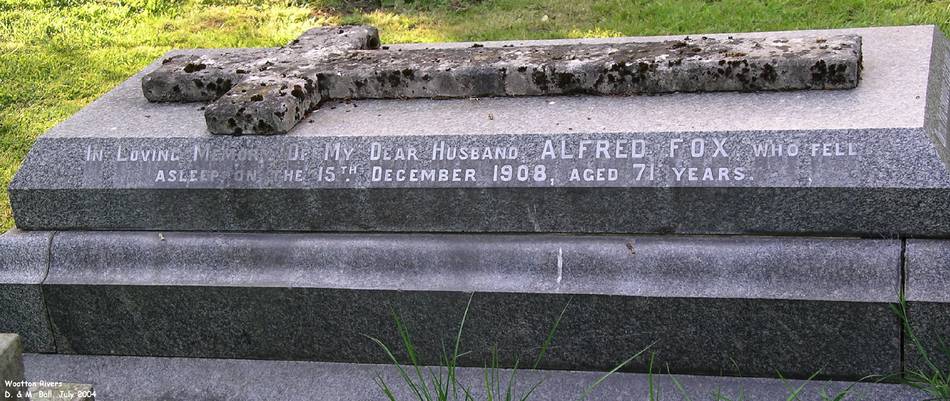 In Loving Memory Of My Dear Husband ALFRED FOX, who fell
asleep on the 15TH December 1908, aged 71 years.
Wootton Rivers
D. & M. Ball, July 2004